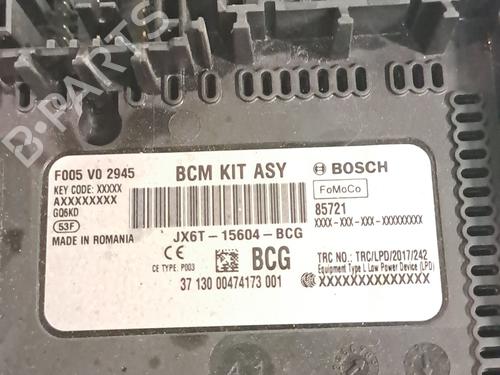 B-PARTS
F005 V0 2945
BCM KIT ASY
BOSCH
KEY CODE: XXXXX
AXXXXXXXX
GQ6KD
53F
FoMoCo
85721
XXXX-XXX-XXX-XXXXXXXXX
MADE IN ROMANIA
JX6T-15604-BCG
CE
CE TYPE. P003
BCG
TRC NO.: TRC/LPD/2017/242
Equipment Type L Low Power Device (LPD)
XXXXXXXXXXXXXX
37 130 00474173 001